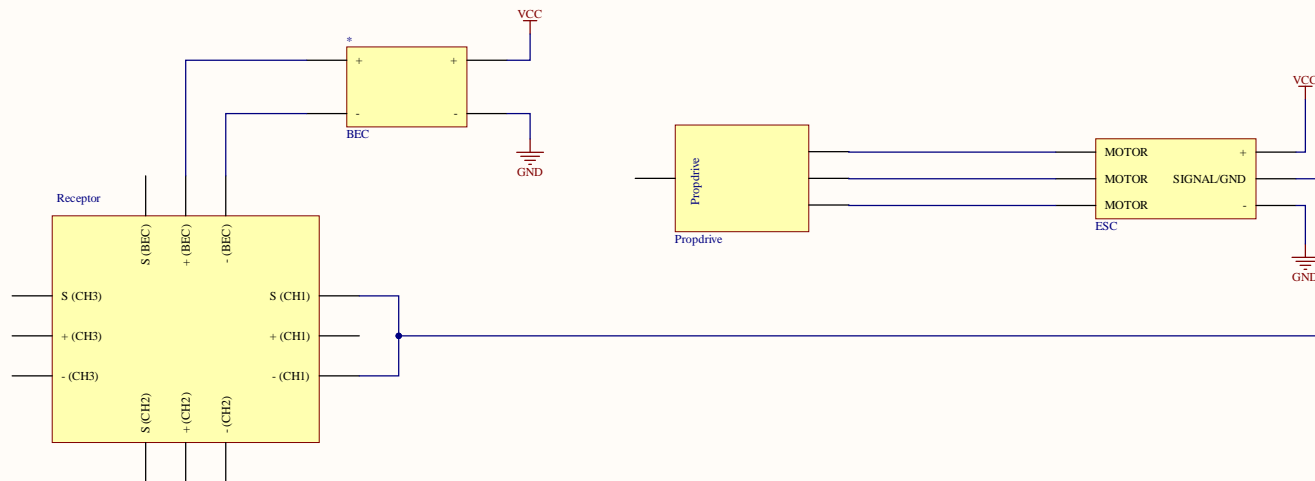 VCC
*
+ +
- -
BEC
GND
VCC
Propdrive
Propdrive
MOTOR +
MOTOR SIGNAL/GND
MOTOR -
ESC
GND
Receptor
S (BEC)
+ (BEC)
- (BEC)
S (CH3) S (CH1)
+ (CH3) + (CH1)
- (CH3) - (CH1)
S (CH2)
+ (CH2)
- (CH2)